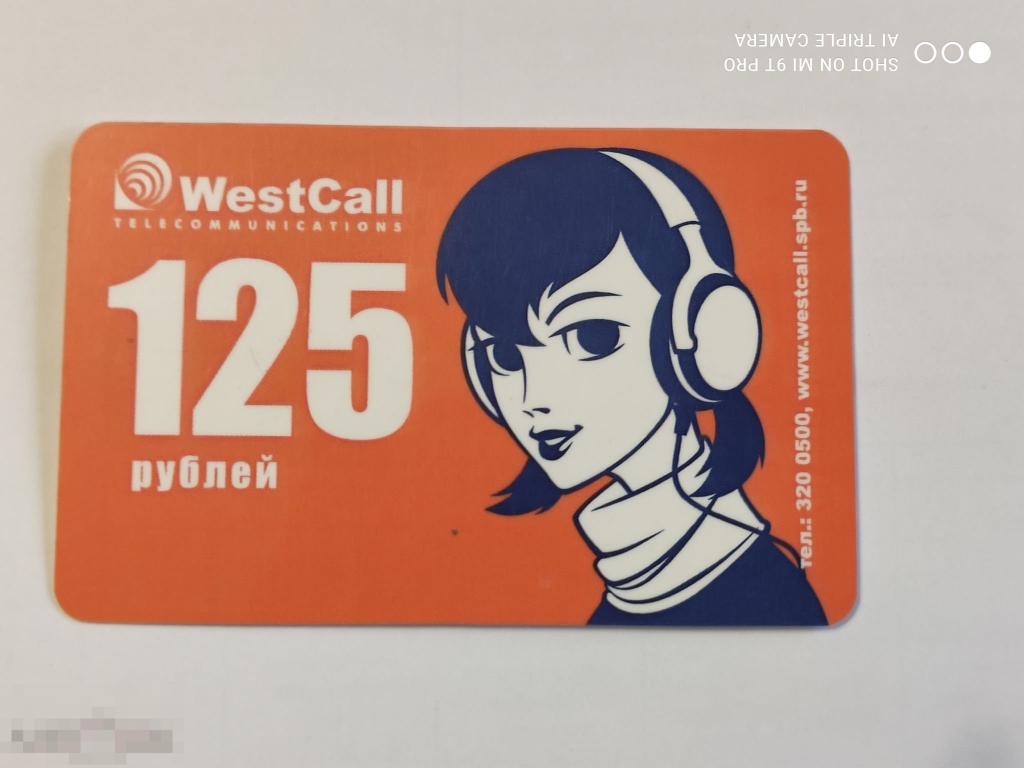 SHOT ON MI 9T PRO
AI TRIPLE CAMERA
WestCall
TELECOMMUNICATIONS
125
рублей
тел.: 320 0500, www.westcall.spb.ru